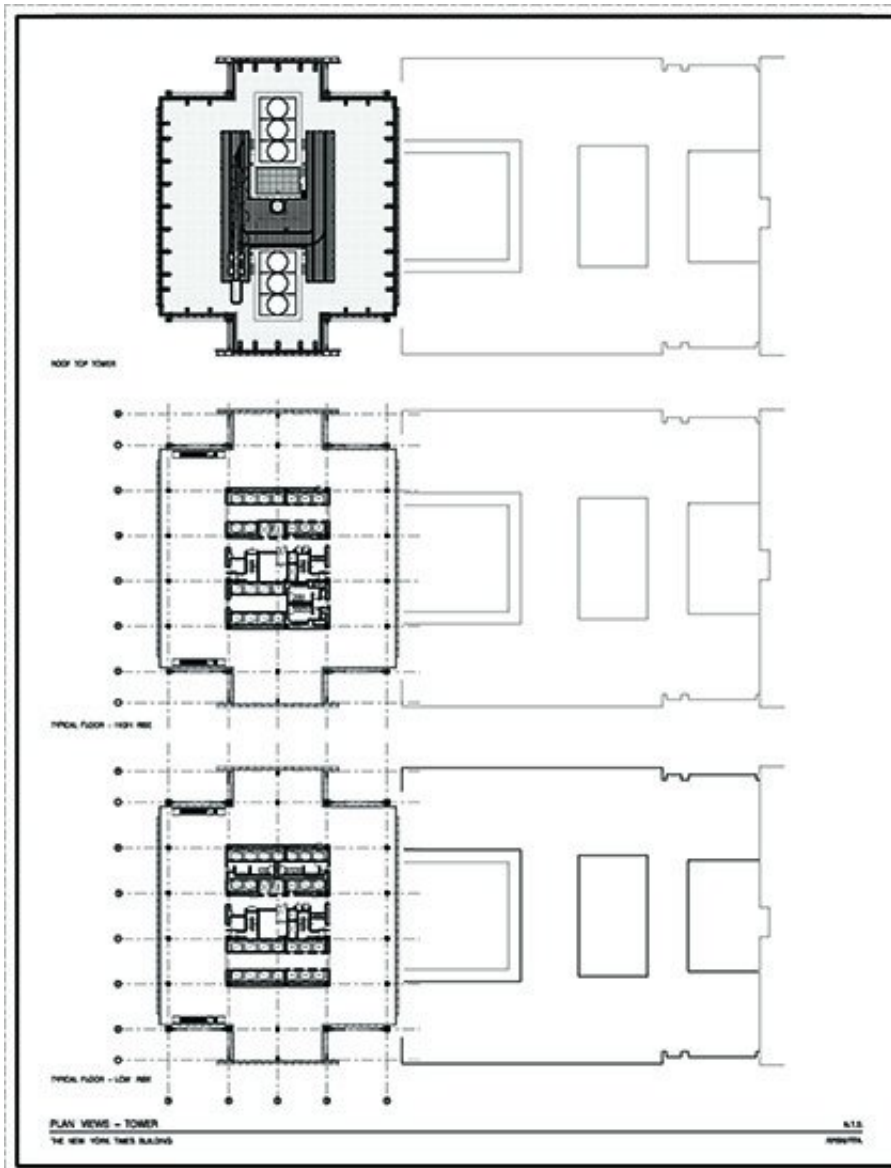 ROOF TOP TOWER
TYPICAL FLOOR - HIGH RISE
TYPICAL FLOOR - LOW RISE
PLAN VIEWS - TOWER
N.T.S.
THE NEW YORK TIMES BUILDING